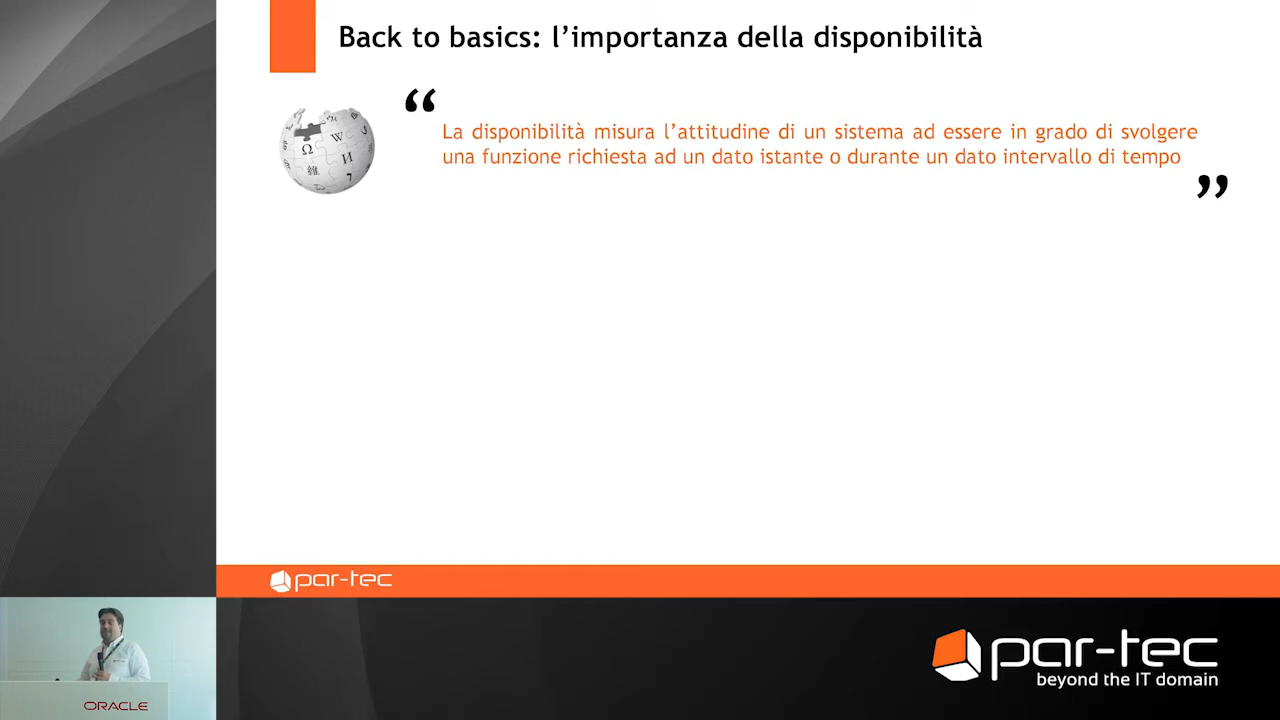 Back to basics: l’importanza della disponibilità
“
La disponibilità misura l’attitudine di un sistema ad essere in grado di svolgere
una funzione richiesta ad un dato istante o durante un dato intervallo di tempo
”
Ω W И 維 7
par-tec
ORACLE
par-tec
beyond the IT domain